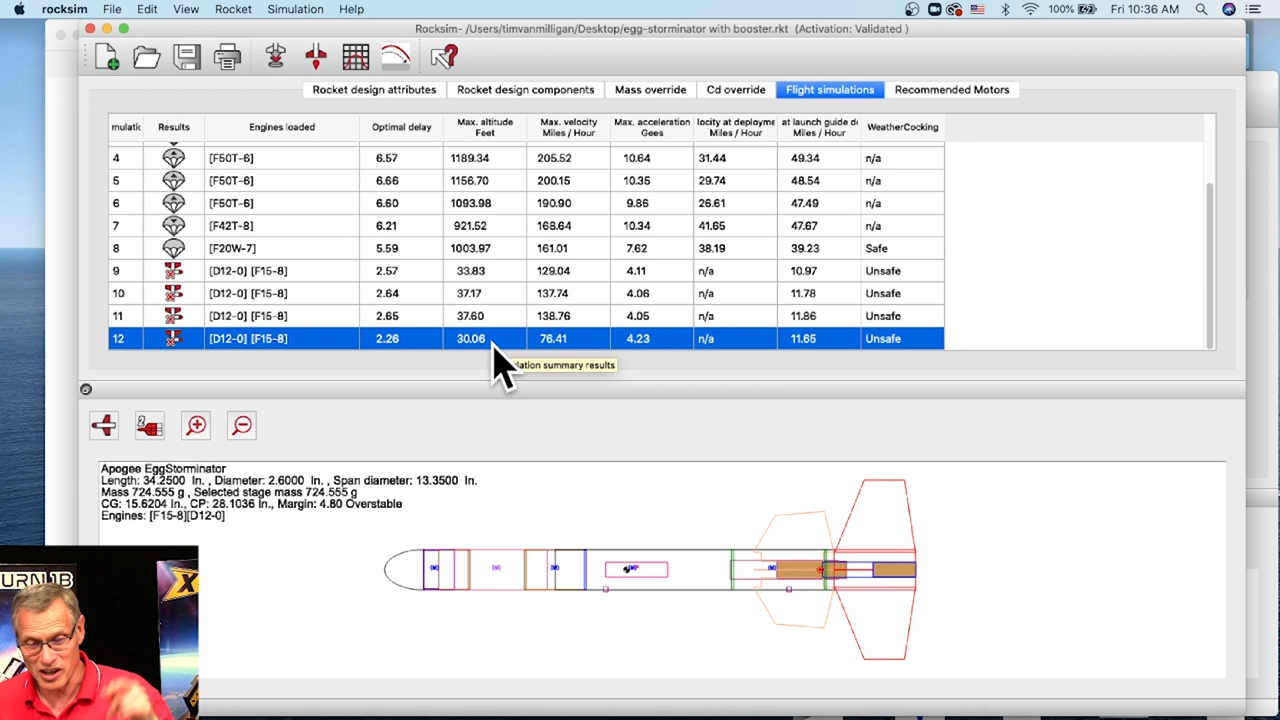 rocksim File Edit View Rocket Simulation Help 100% Fri 10:36 AM
Rocksim- /Users/timvanmilligan/Desktop/egg-storminator with booster.rkt (Activation: Validated )
Rocket design attributes Rocket design components Mass override Cd override Flight simulations Recommended Motors
mulatic Results Engines loaded Optimal delay Max. altitude Feet Max. velocity Miles / Hour Max. acceleration Gees locity at deployme Miles / Hour at launch guide de Miles / Hour WeatherCocking
4 [F50T-6] 6.57 1189.34 205.52 10.64 31.44 49.34 n/a
5 [F50T-6] 6.66 1156.70 200.15 10.35 29.74 48.54 n/a
6 [F50T-6] 6.60 1093.98 190.90 9.86 26.61 47.49 n/a
7 [F42T-8] 6.21 921.52 168.64 10.34 41.65 47.67 n/a
8 [F20W-7] 5.59 1003.97 161.01 7.62 38.19 39.23 Safe
9 [D12-0] [F15-8] 2.57 33.83 129.04 4.11 n/a 10.97 Unsafe
10 [D12-0] [F15-8] 2.64 37.17 137.74 4.06 n/a 11.78 Unsafe
11 [D12-0] [F15-8] 2.65 37.60 138.76 4.05 n/a 11.86 Unsafe
12 [D12-0] [F15-8] 2.26 30.06 76.41 4.23 n/a 11.65 Unsafe
lation summary results
2
Apogee EggStorminator
Length: 34.2500 In. , Diameter: 2.6000 In. , Span diameter: 13.3500 In.
Mass 724.555 g , Selected stage mass 724.555 g
CG: 15.6204 In., CP: 28.1036 In., Margin: 4.80 Overstable
Engines: [F15-8][D12-0]
URN 1B
X